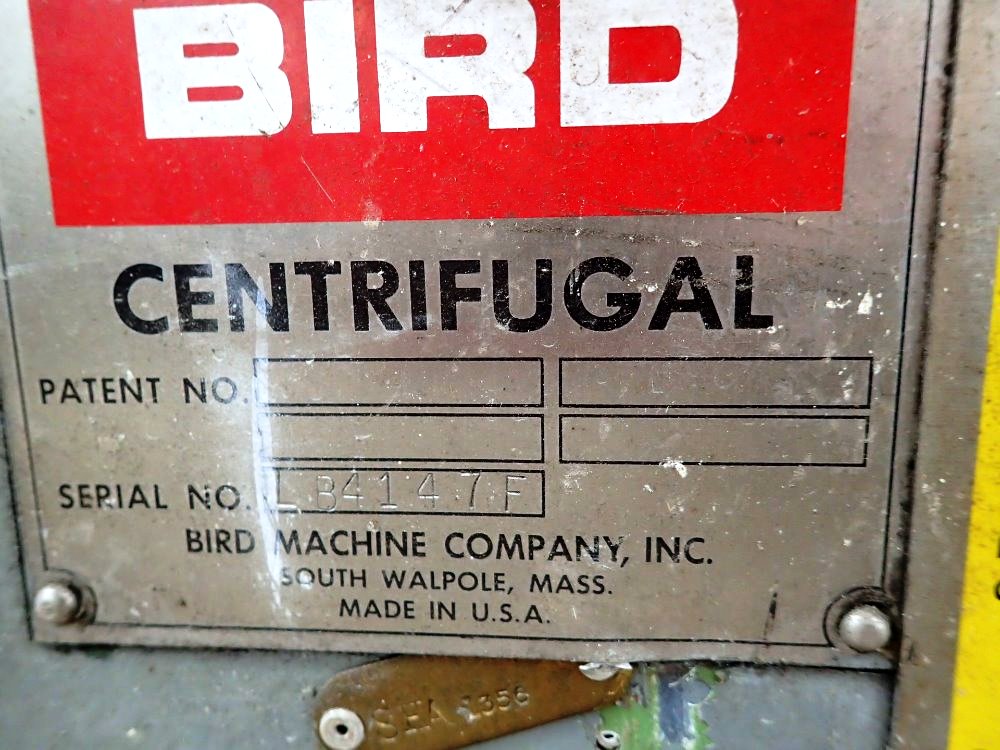 BIRD
CENTRIFUGAL
PATENT NO.
SERIAL NO. LB4147F
BIRD MACHINE COMPANY, INC.
SOUTH WALPOLE, MASS.
MADE IN U.S.A.
SEA 1356